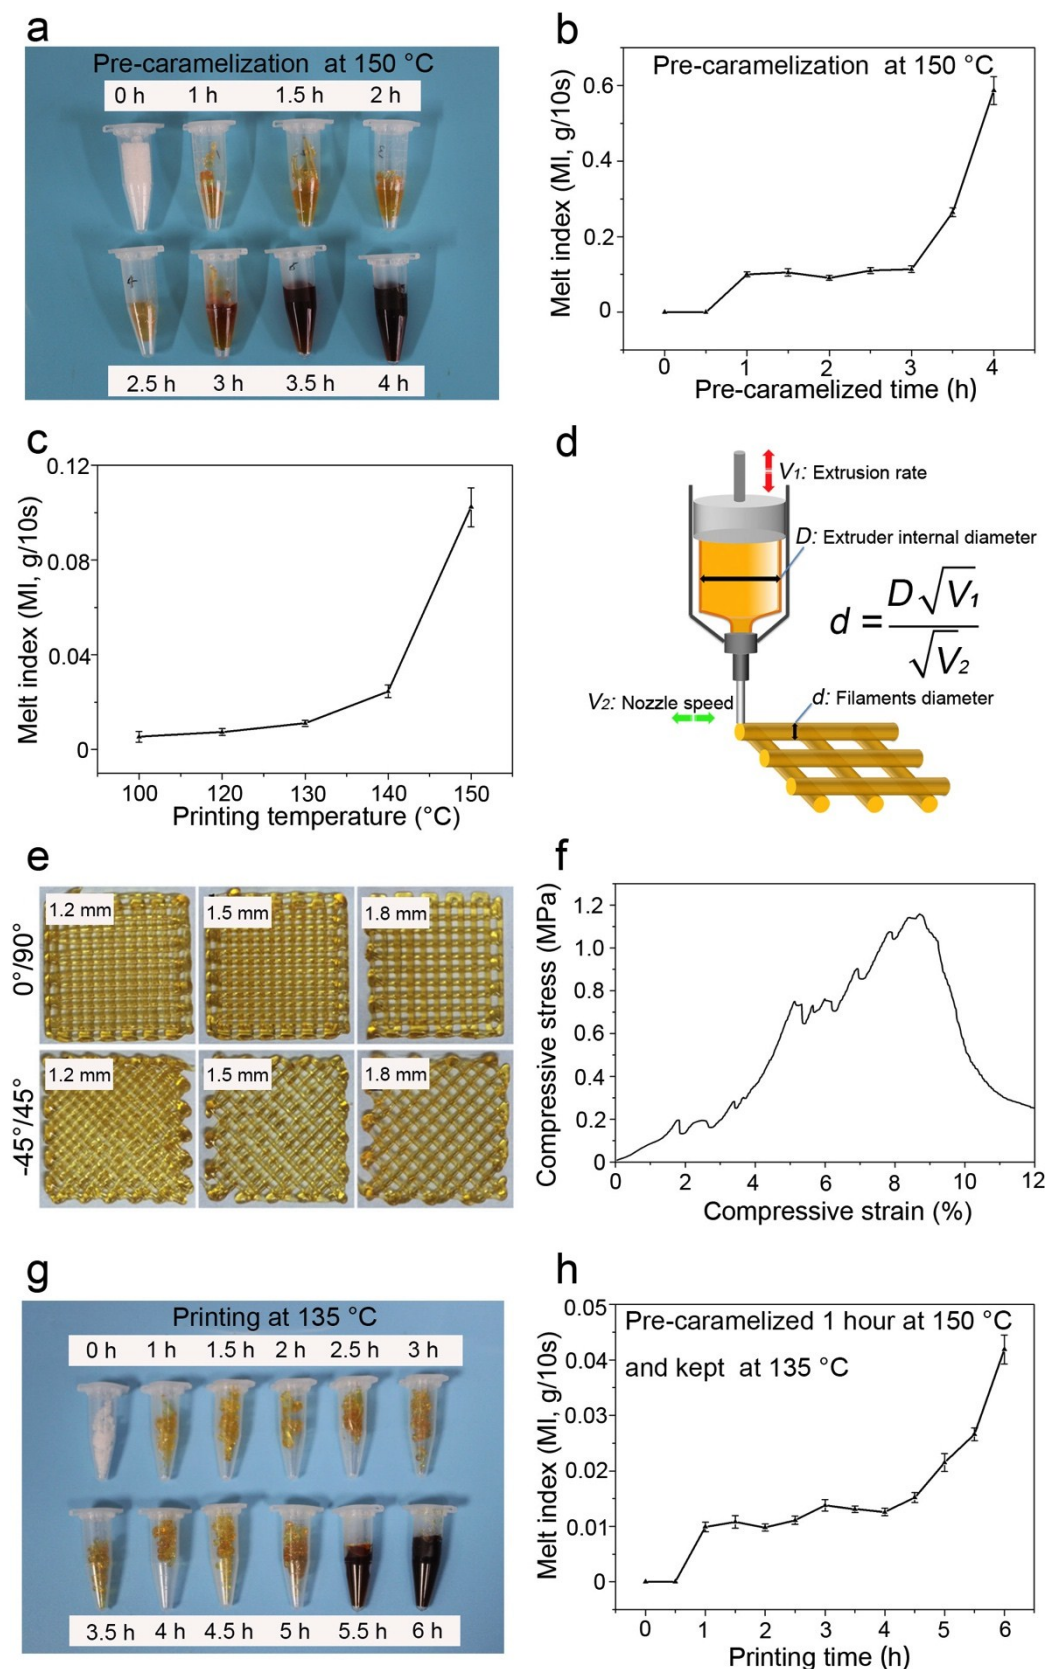 a
Pre-caramelization at 150 °C
0 h 1 h 1.5 h 2 h
2.5 h 3 h 3.5 h 4 h
b
Pre-caramelization at 150 °C
Melt index (MI, g/10s)
0.6
0.4
0.2
0
0 1 2 3 4
Pre-caramelized time (h)
c
Melt index (MI, g/10s)
0.12
0.08
0.04
0
100 120 130 140 150
Printing temperature (°C)
d
V1: Extrusion rate
D: Extruder internal diameter
d = D√V1 / √V2
V2: Nozzle speed
d: Filaments diameter
e
0°/90°
1.2 mm 1.5 mm 1.8 mm
-45°/45°
1.2 mm 1.5 mm 1.8 mm
f
Compressive stress (MPa)
1.2
1.0
0.8
0.6
0.4
0.2
0
0 2 4 6 8 10 12
Compressive strain (%)
g
Printing at 135 °C
0 h 1 h 1.5 h 2 h 2.5 h 3 h
3.5 h 4 h 4.5 h 5 h 5.5 h 6 h
h
Pre-caramelized 1 hour at 150 °C
and kept at 135 °C
Melt index (MI, g/10s)
0.05
0.04
0.03
0.02
0.01
0
0 1 2 3 4 5 6
Printing time (h)